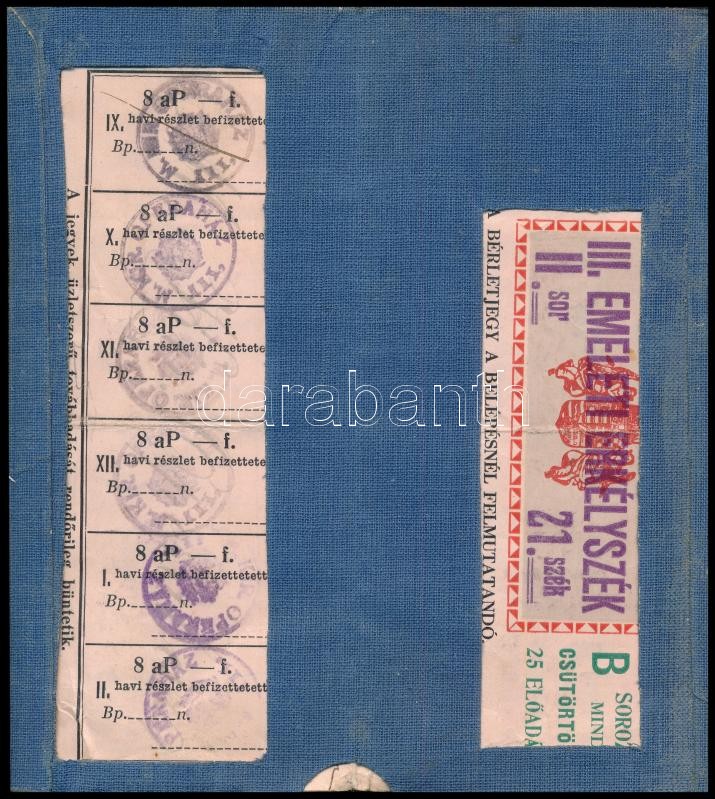 8 aP — f.
IX. havi részlet befizettetett
Bp. n.
8 aP — f.
X. havi részlet befizettetett
Bp. n.
8 aP — f.
XI. havi részlet befizettetett
Bp. n.
8 aP — f.
XII. havi részlet befizettetett
Bp. n.
8 aP — f.
I. havi részlet befizettetett
Bp. n.
8 aP — f.
II. havi részlet befizettetett
Bp. n.
A jegyek üzletszerű továbbadását rendőrileg büntetik.
darabanth
III. EMELETI ERKÉLYSZÉK
II. sor
21. szék
A BÉRLETJEGY A BELÉPÉSNÉL FELMUTATANDÓ.
B SOROZ
MIND
CSÜTÖRTÖ
25 ELŐADÁ